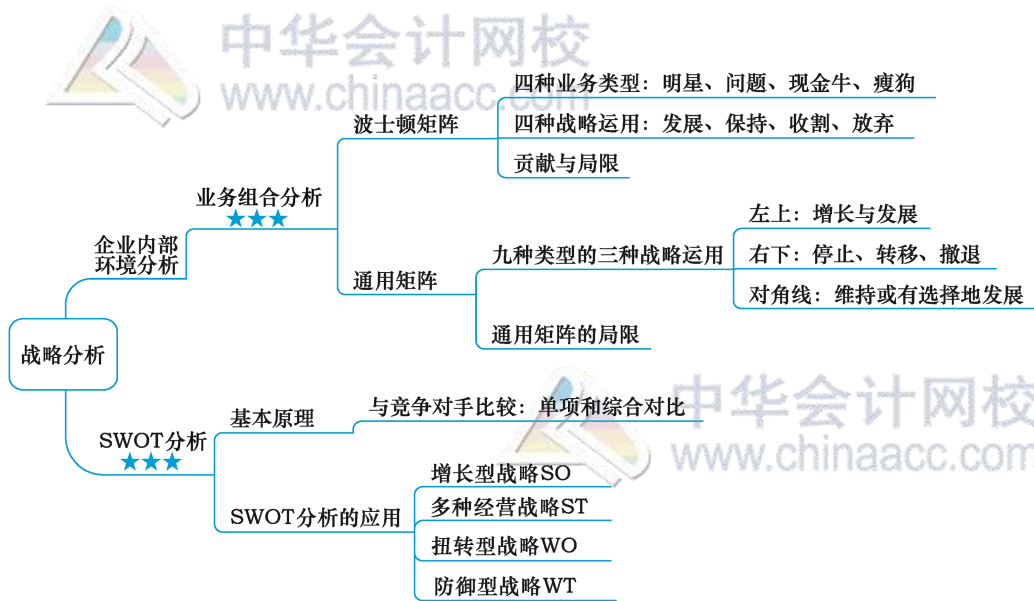 中华会计网校
www.chinaacc.com
四种业务类型：明星、问题、现金牛、瘦狗
波士顿矩阵
四种战略运用：发展、保持、收割、放弃
贡献与局限
业务组合分析
★★★
企业内部
环境分析
左上：增长与发展
九种类型的三种战略运用
右下：停止、转移、撤退
通用矩阵
对角线：维持或有选择地发展
通用矩阵的局限
战略分析
中华会计网校
www.chinaacc.com
与竞争对手比较：单项和综合对比
基本原理
SWOT分析
★★★
增长型战略SO
多种经营战略ST
SWOT分析的应用
扭转型战略WO
防御型战略WT